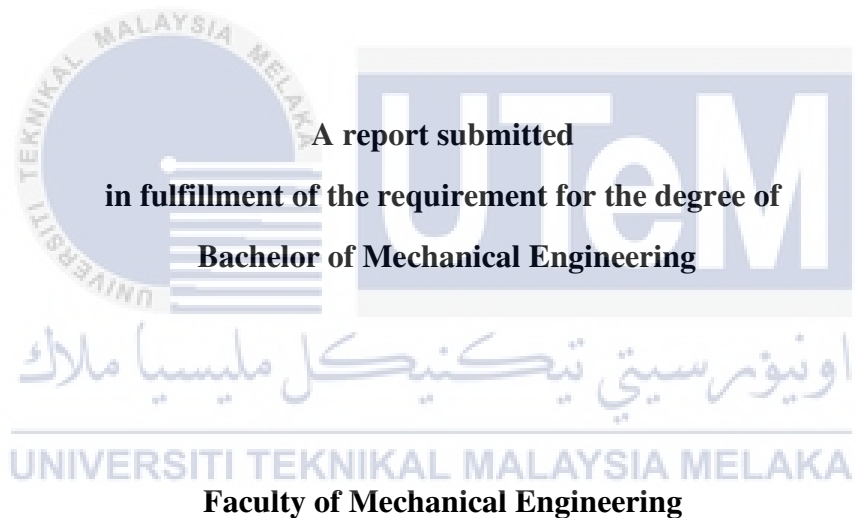 UNIVERSITI TEKNIKAL MALAYSIA MELAKA
UTeM
A report submitted
in fulfillment of the requirement for the degree of
Bachelor of Mechanical Engineering
اونيۏرسيتي تيكنيكل مليسيا ملاك
UNIVERSITI TEKNIKAL MALAYSIA MELAKA
Faculty of Mechanical Engineering